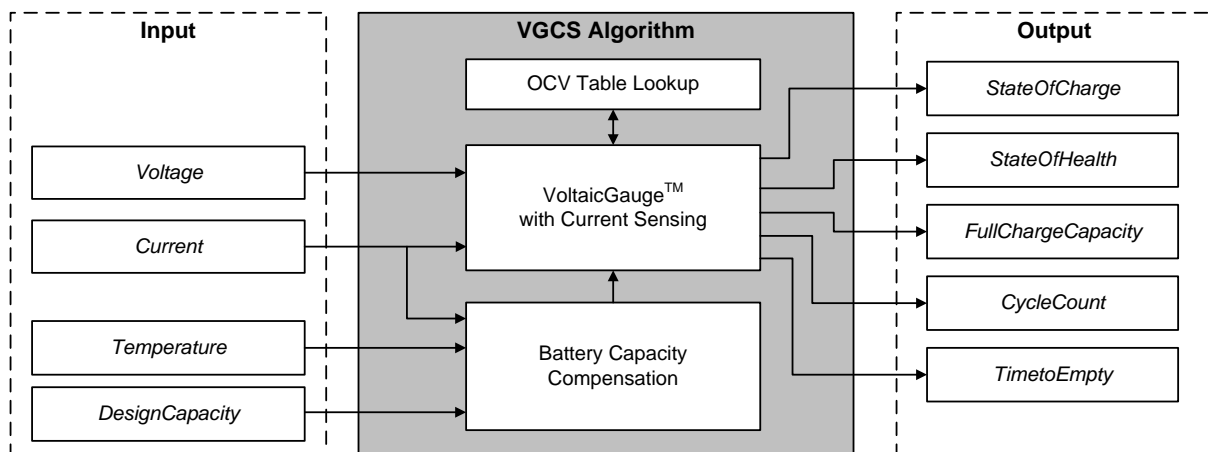 Input
VGCS Algorithm
Output
OCV Table Lookup
StateOfCharge
Voltage
VoltaicGauge™
with Current Sensing
StateOfHealth
Current
FullChargeCapacity
CycleCount
Temperature
Battery Capacity
Compensation
TimetoEmpty
DesignCapacity